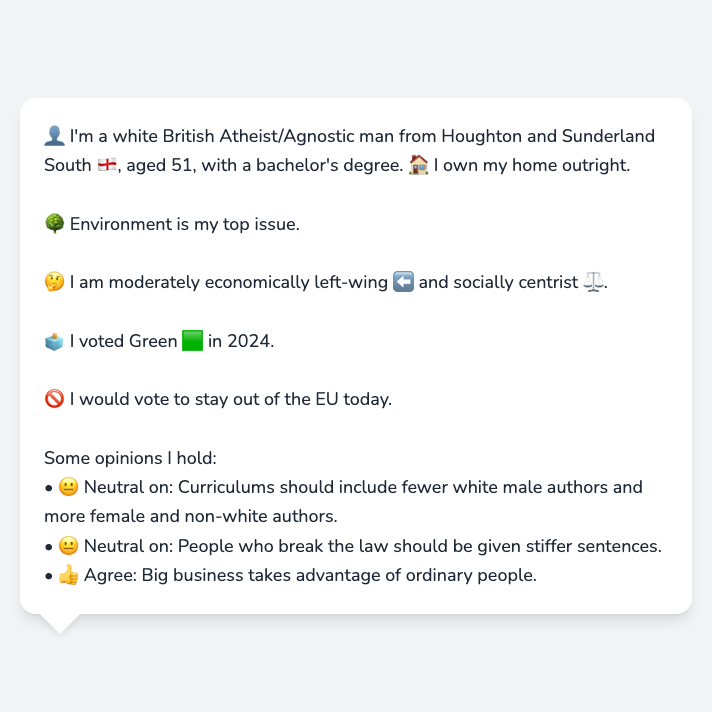 👤 I'm a white British Atheist/Agnostic man from Houghton and Sunderland
South 🏴󠁧󠁢󠁥󠁮󠁧󠁿, aged 51, with a bachelor's degree. 🏠 I own my home outright.
🌳 Environment is my top issue.
🤔 I am moderately economically left-wing ⬅️ and socially centrist ⚖️.
🗳️ I voted Green 🟩 in 2024.
🚫 I would vote to stay out of the EU today.
Some opinions I hold:
• 😐 Neutral on: Curriculums should include fewer white male authors and
more female and non-white authors.
• 😐 Neutral on: People who break the law should be given stiffer sentences.
• 👍 Agree: Big business takes advantage of ordinary people.